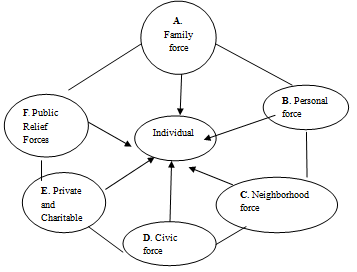 A.
Family
force
B. Personal
force
C. Neighborhood
force
D. Civic
force
E. Private
and
Charitable
F. Public
Relief
Forces
Individual